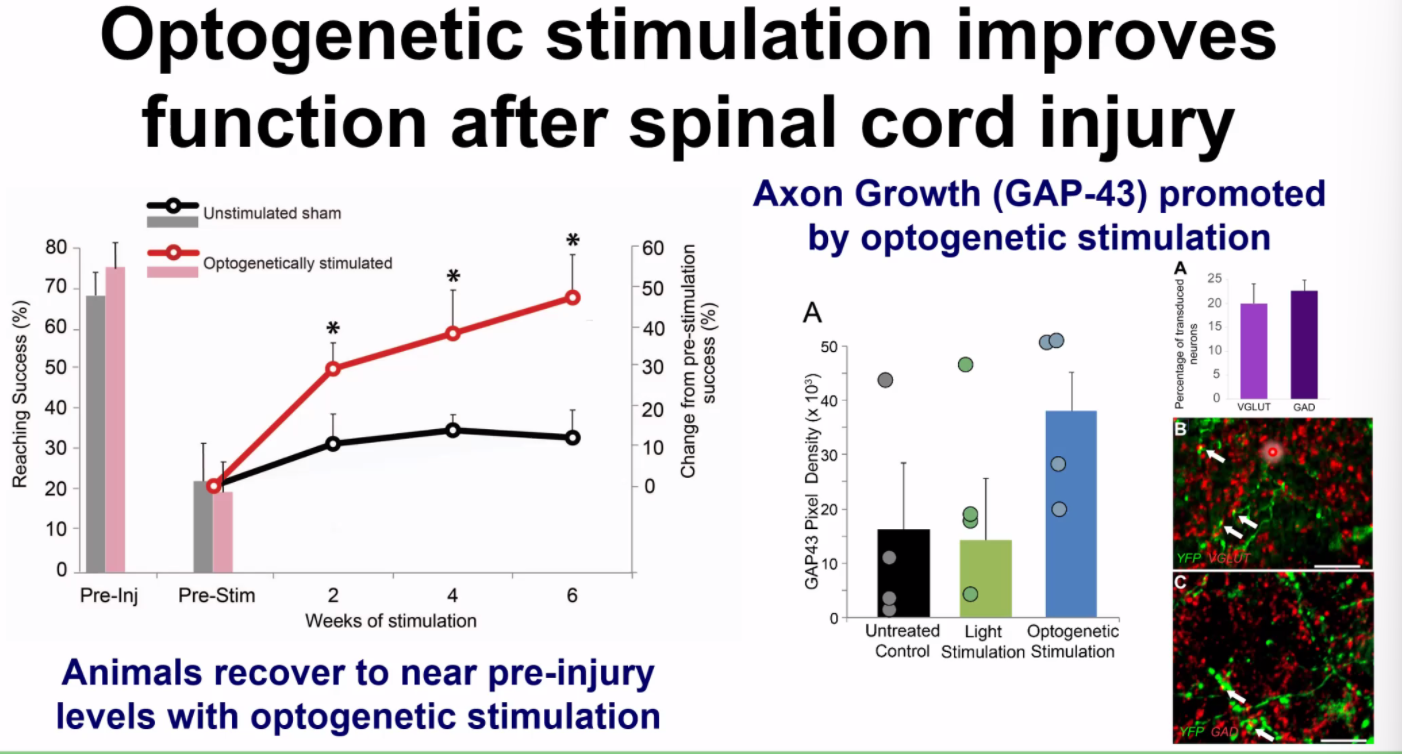 Optogenetic stimulation improves
function after spinal cord injury
Unstimulated sham
Optogenetically stimulated
Reaching Success (%)
80
70
60
50
40
30
20
10
0
*
*
*
60
50
40
30
20
10
0
Change from pre-stimulation
success (%)
Pre-Inj Pre-Stim 2 4 6
Weeks of stimulation
Animals recover to near pre-injury
levels with optogenetic stimulation
Axon Growth (GAP-43) promoted
by optogenetic stimulation
A
GAP43 Pixel Density (x 10³)
50
40
30
20
10
0
Untreated
Control
Light
Stimulation
Optogenetic
Stimulation
A
Percentage of transduced
neurons
25
20
15
10
5
0
VGLUT GAD
B
YFP VGLUT
C
YFP GAD